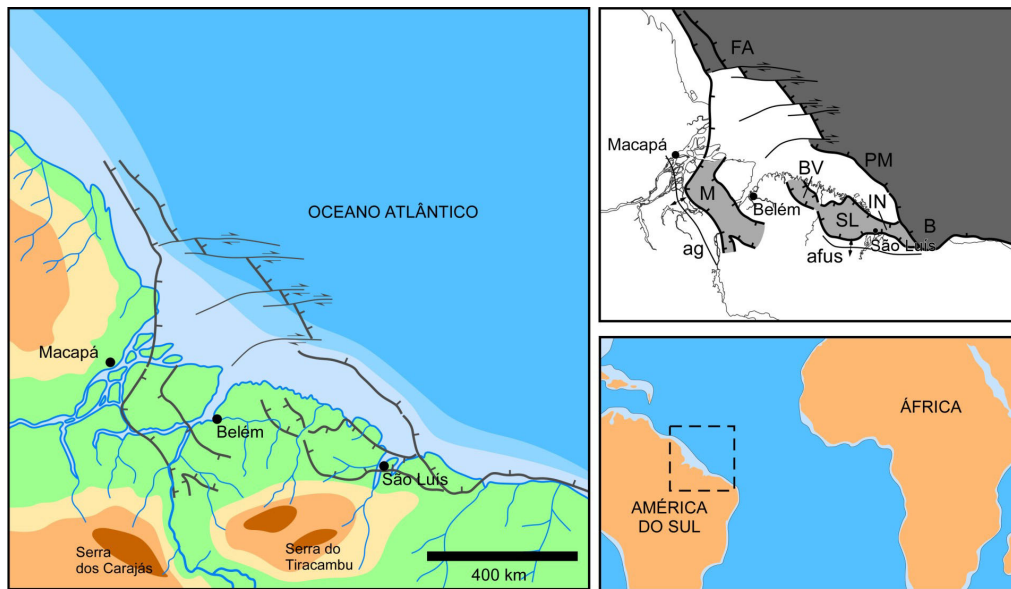 OCEANO ATLÂNTICO
Macapá
Belém
São Luís
Serra
dos Carajás
Serra do
Tiracambu
400 km
FA
Macapá
PM
BV
M
Belém
IN
SL
B
São Luis
ag
afus
ÁFRICA
AMÉRICA
DO SUL